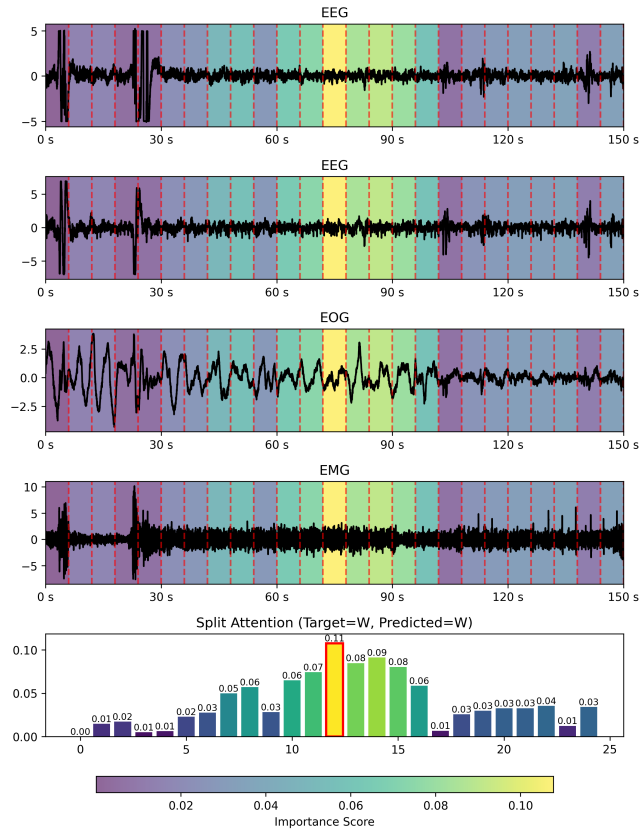 EEG
5
0
−5
0 s 30 s 60 s 90 s 120 s 150 s
EEG
5
0
−5
0 s 30 s 60 s 90 s 120 s 150 s
EOG
2.5
0.0
−2.5
0 s 30 s 60 s 90 s 120 s 150 s
EMG
10
5
0
−5
0 s 30 s 60 s 90 s 120 s 150 s
Split Attention (Target=W, Predicted=W)
0.10
0.05
0.00
0.00 0.01 0.02 0.01 0.01 0.02 0.03 0.05 0.06 0.03 0.06 0.07 0.11 0.08 0.09 0.08 0.06 0.01 0.03 0.03 0.03 0.03 0.04 0.01 0.03
0 5 10 15 20 25
0.02 0.04 0.06 0.08 0.10
Importance Score